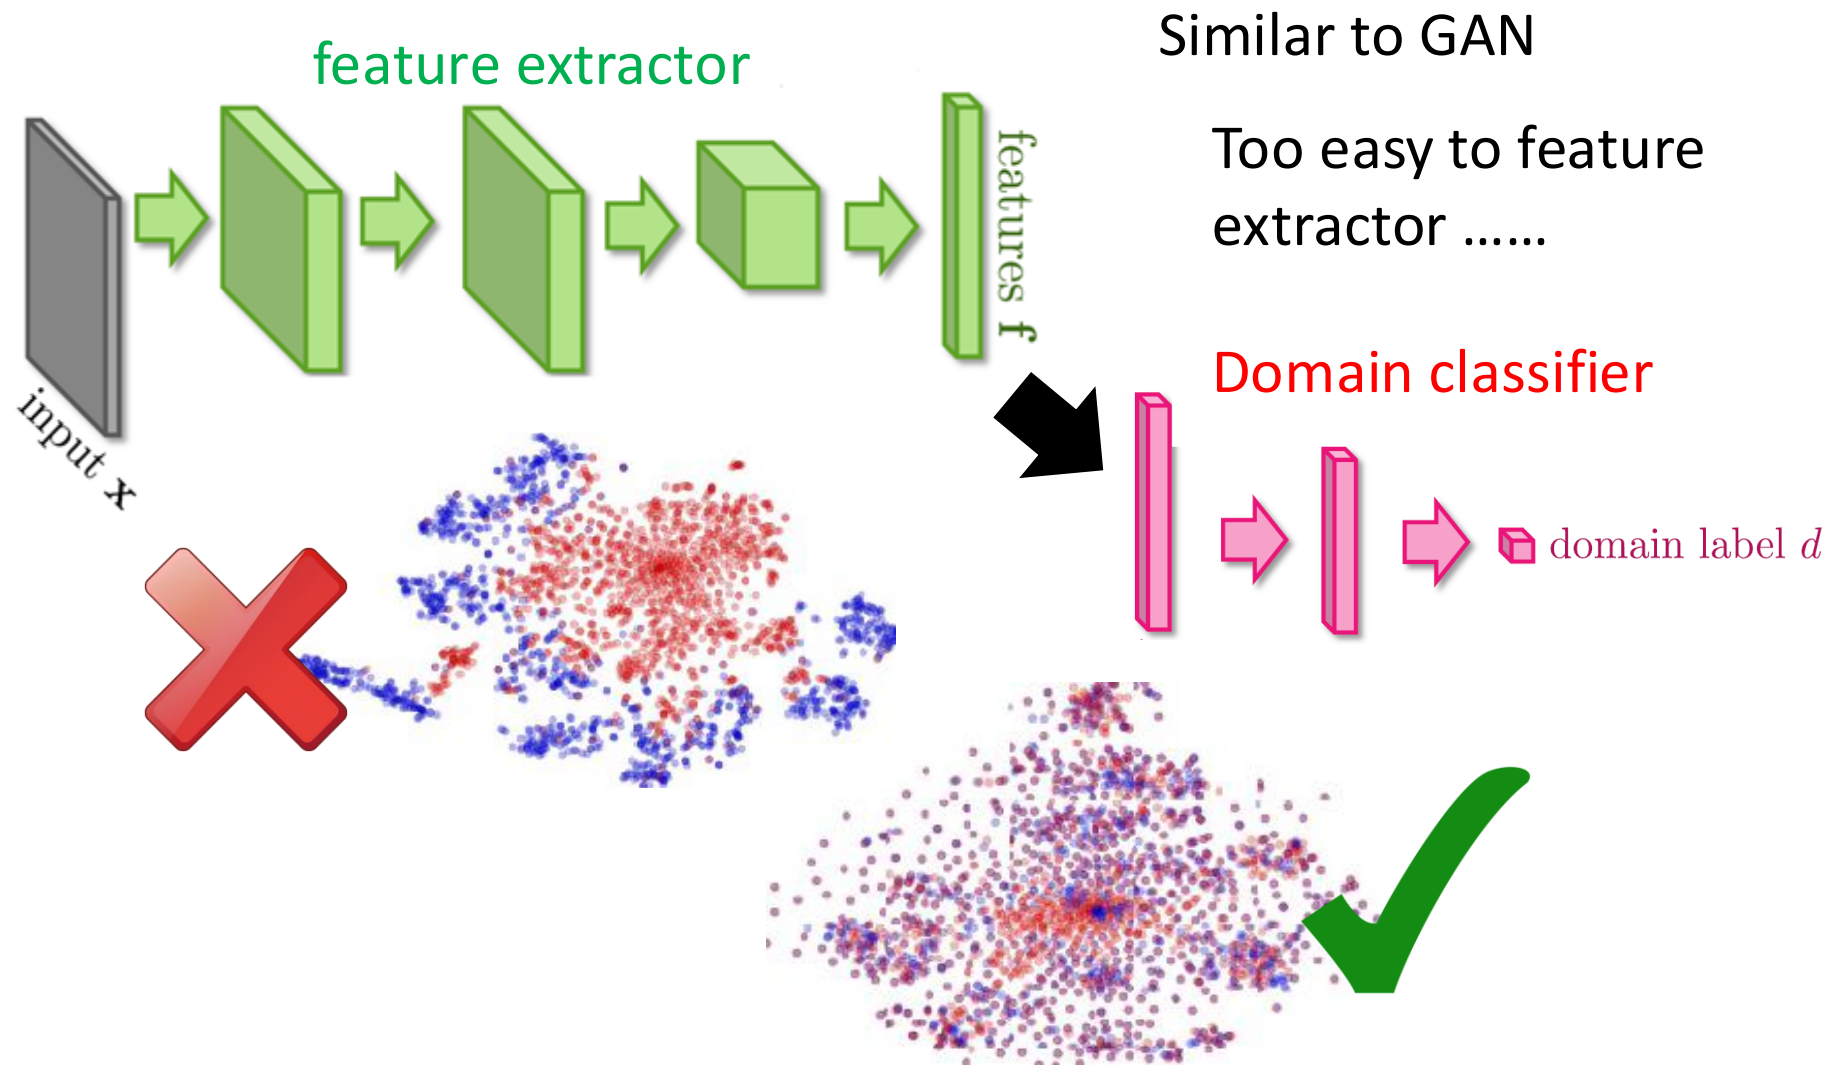 Similar to GAN
feature extractor
Too easy to feature
extractor ......
features f
input x
Domain classifier
domain label d